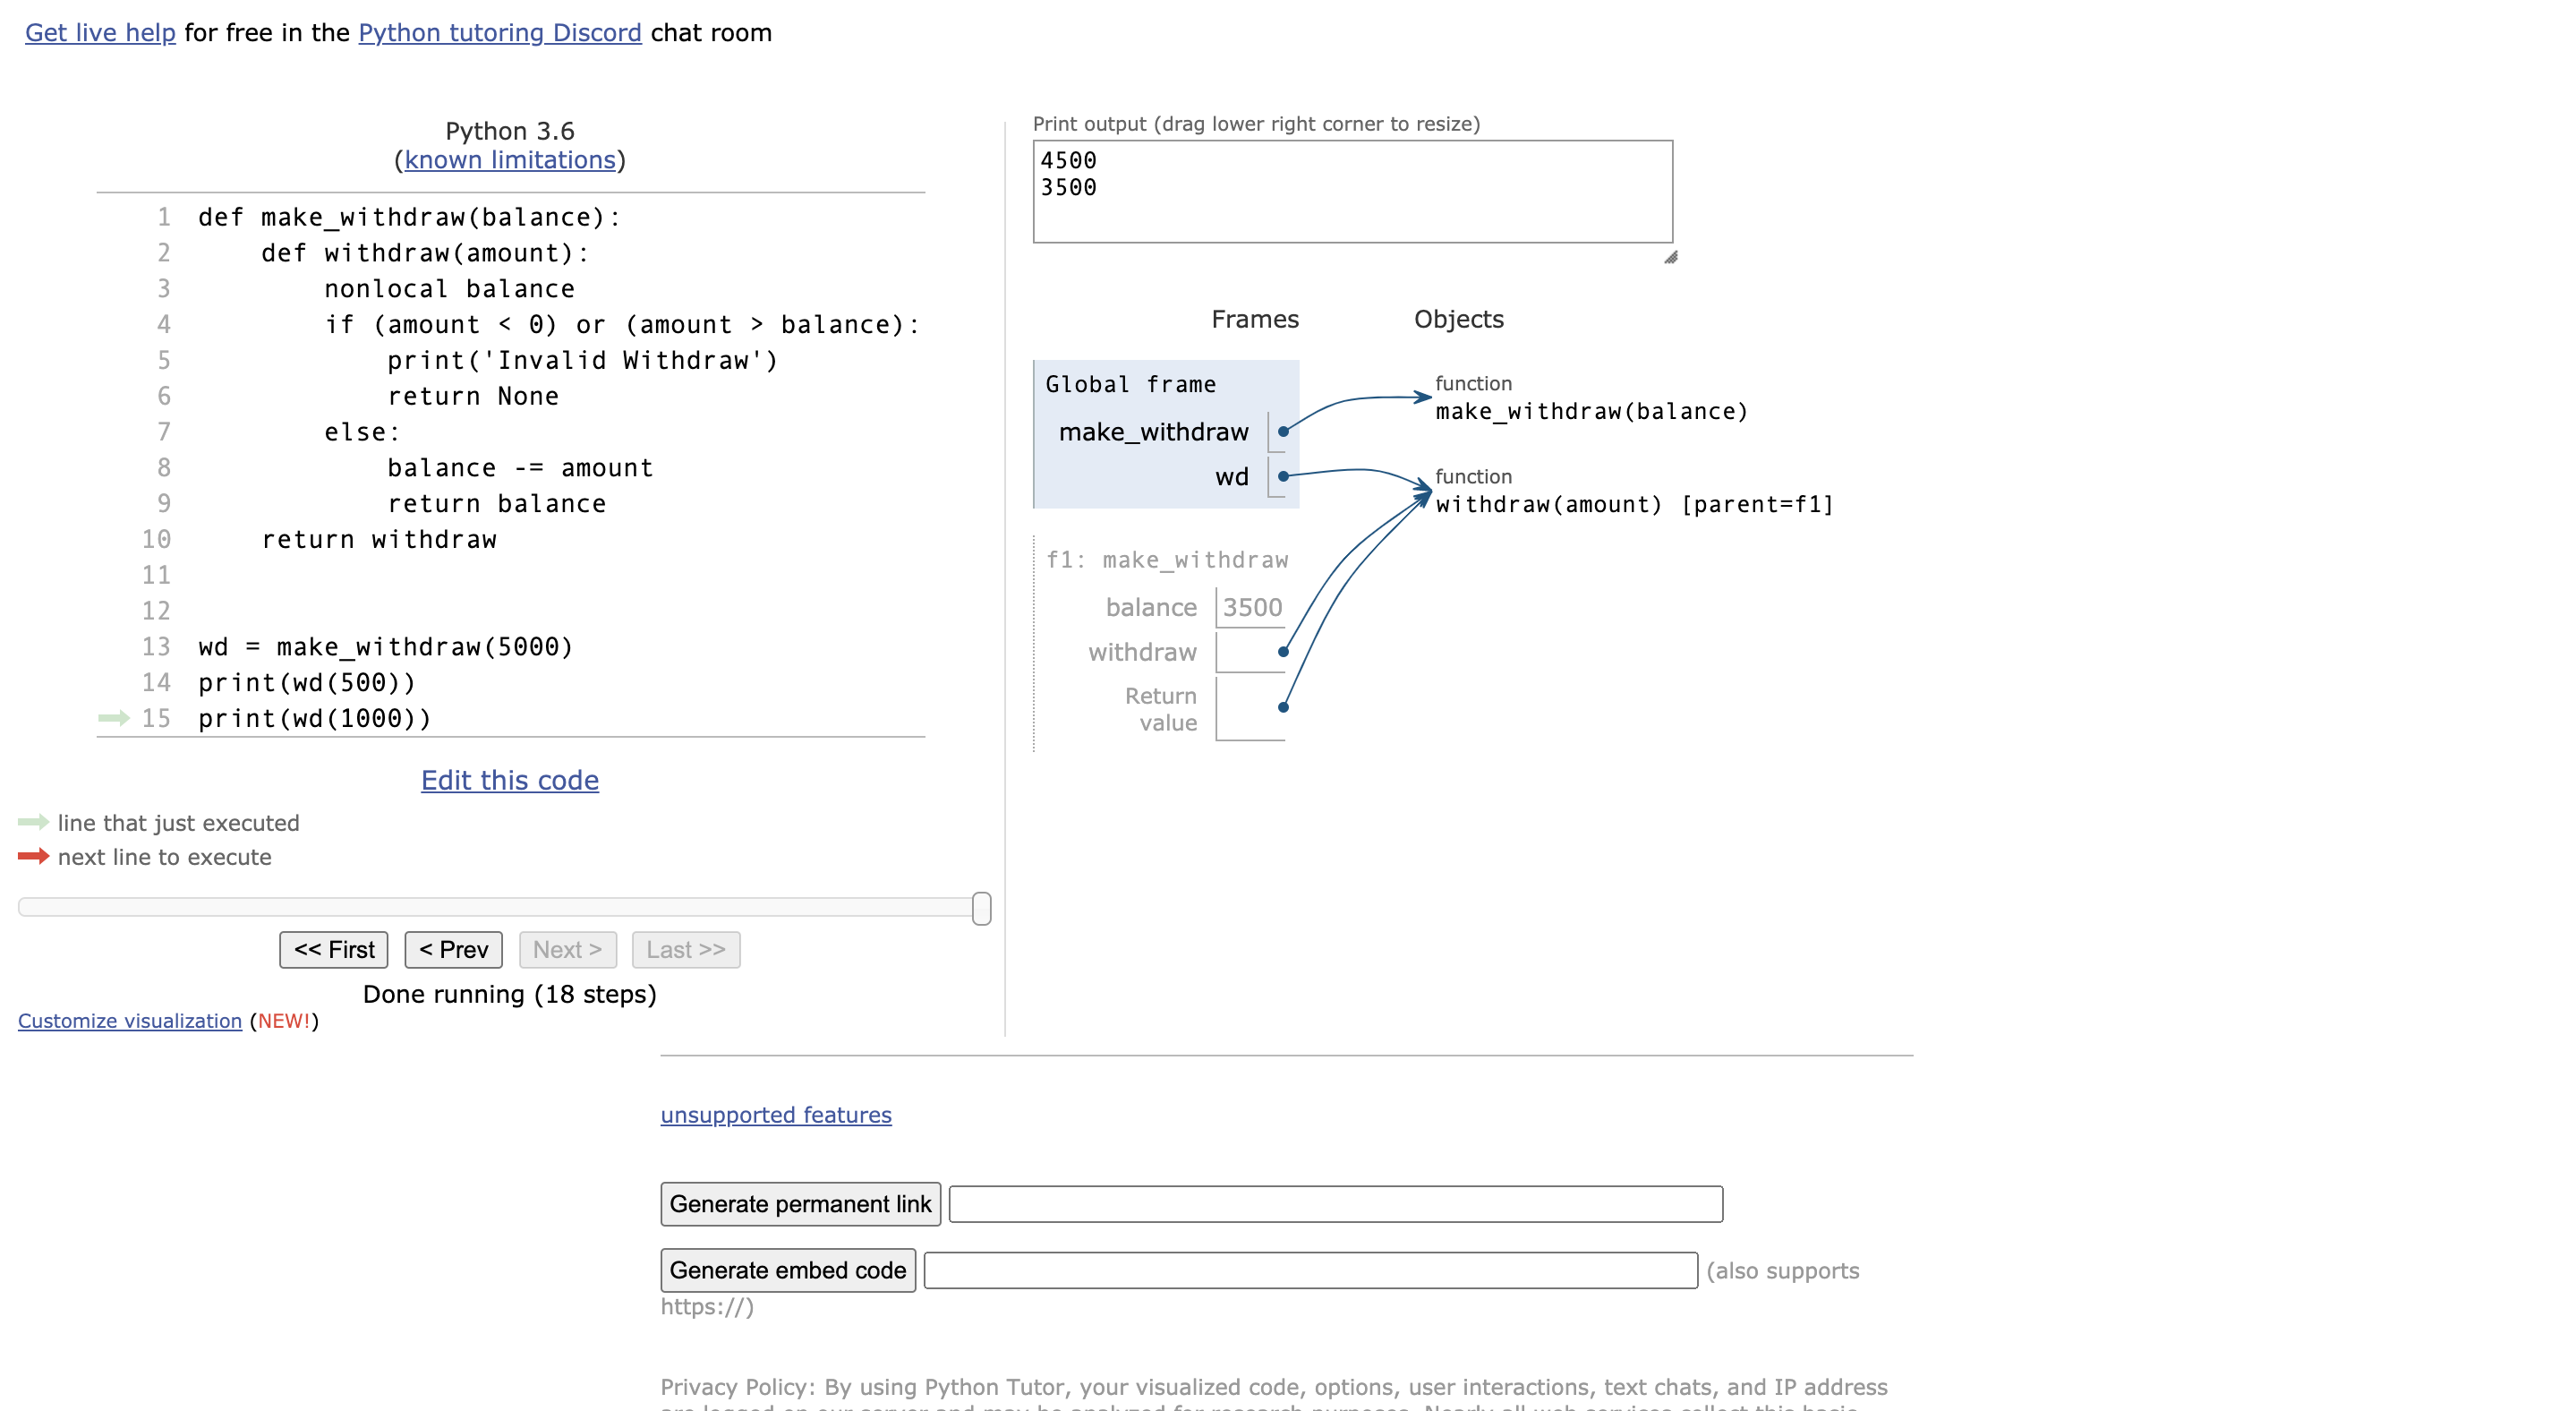 Get live help for free in the Python tutoring Discord chat room
Python 3.6
(known limitations)
1 def make_withdraw(balance):
2     def withdraw(amount):
3         nonlocal balance
4         if (amount < 0) or (amount > balance):
5             print('Invalid Withdraw')
6             return None
7         else:
8             balance -= amount
9             return balance
10     return withdraw
11
12
13 wd = make_withdraw(5000)
14 print(wd(500))
15 print(wd(1000))
Edit this code
line that just executed
next line to execute
<< First < Prev Next > Last >>
Done running (18 steps)
Customize visualization (NEW!)
Print output (drag lower right corner to resize)
4500
3500
Frames Objects
Global frame
make_withdraw
wd
function
make_withdraw(balance)
function
withdraw(amount) [parent=f1]
f1: make_withdraw
balance 3500
withdraw
Return
value
unsupported features
Generate permanent link
Generate embed code (also supports
https://)
Privacy Policy: By using Python Tutor, your visualized code, options, user interactions, text chats, and IP address